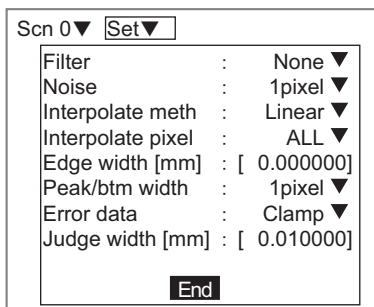 Scn 0▼ Set▼
Filter : None ▼
Noise : 1pixel ▼
Interpolate meth : Linear ▼
Interpolate pixel : ALL ▼
Edge width [mm] : [ 0.000000]
Peak/btm width : 1pixel ▼
Error data : Clamp ▼
Judge width [mm] : [ 0.010000]
End